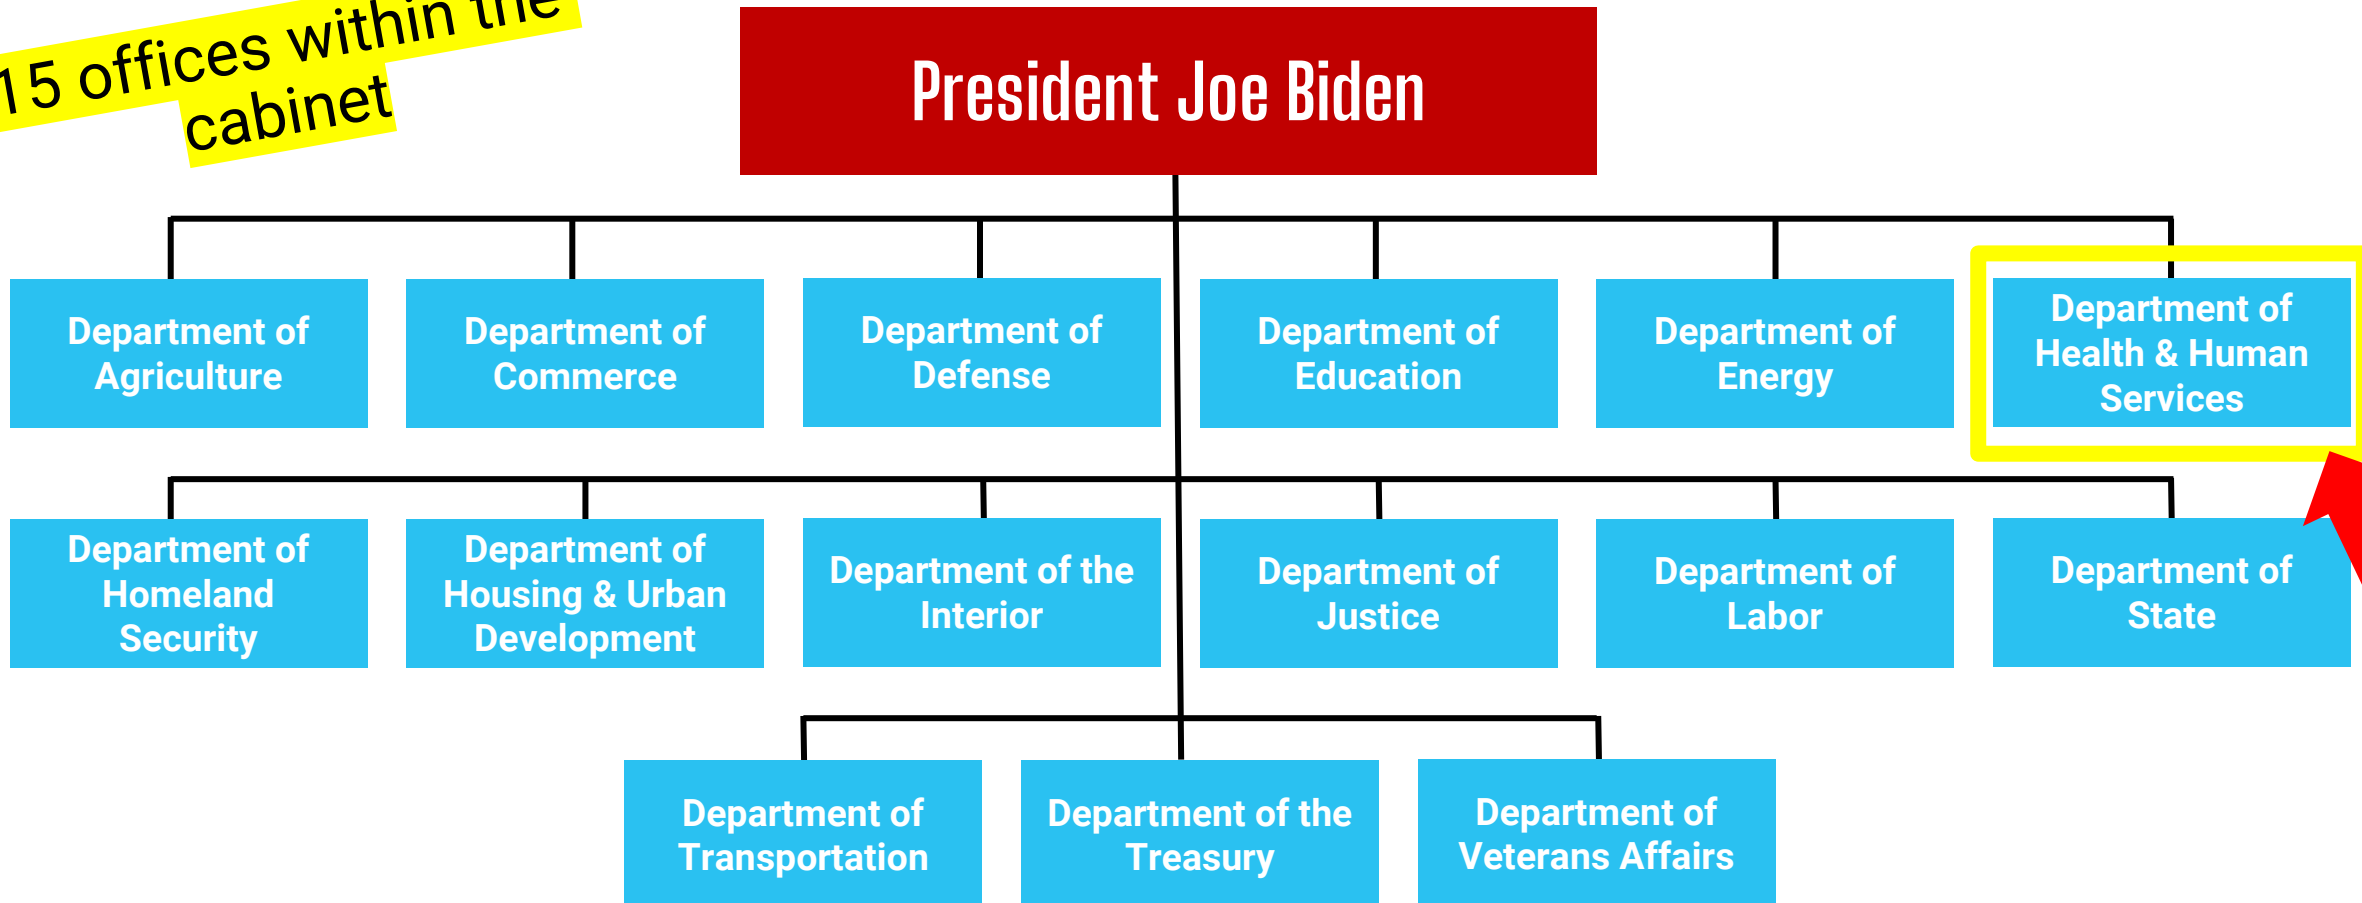 15 offices within the
cabinet
President Joe Biden
Department of
Agriculture
Department of
Commerce
Department of
Defense
Department of
Education
Department of
Energy
Department of
Health & Human
Services
Department of
Homeland
Security
Department of
Housing & Urban
Development
Department of the
Interior
Department of
Justice
Department of
Labor
Department of
State
Department of
Transportation
Department of the
Treasury
Department of
Veterans Affairs